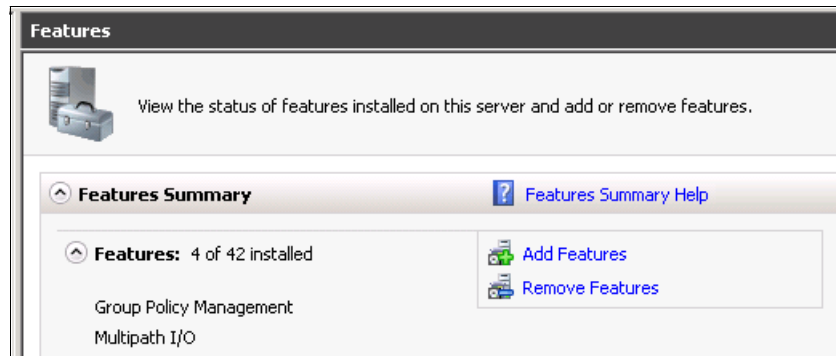 Features
View the status of features installed on this server and add or remove features.
Features Summary
Features Summary Help
Features: 4 of 42 installed
Add Features
Remove Features
Group Policy Management
Multipath I/O